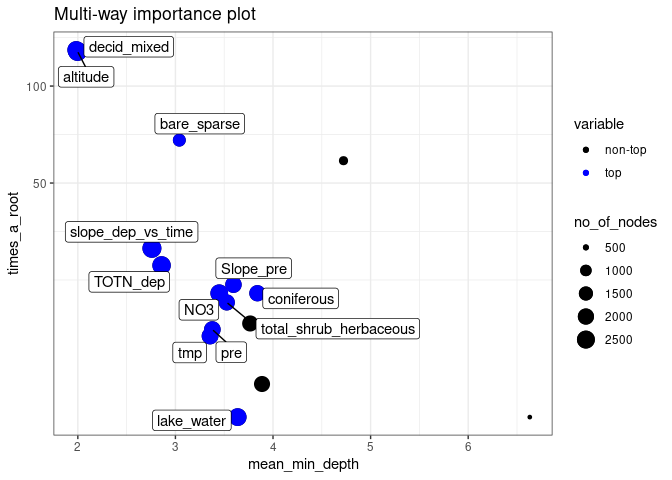 Multi-way importance plot
decid_mixed
altitude
bare_sparse
slope_dep_vs_time
TOTN_dep
Slope_pre
coniferous
NO3
total_shrub_herbaceous
tmp
pre
lake_water
100
50
times_a_root
2
3
4
5
6
mean_min_depth
variable
non-top
top
no_of_nodes
500
1000
1500
2000
2500